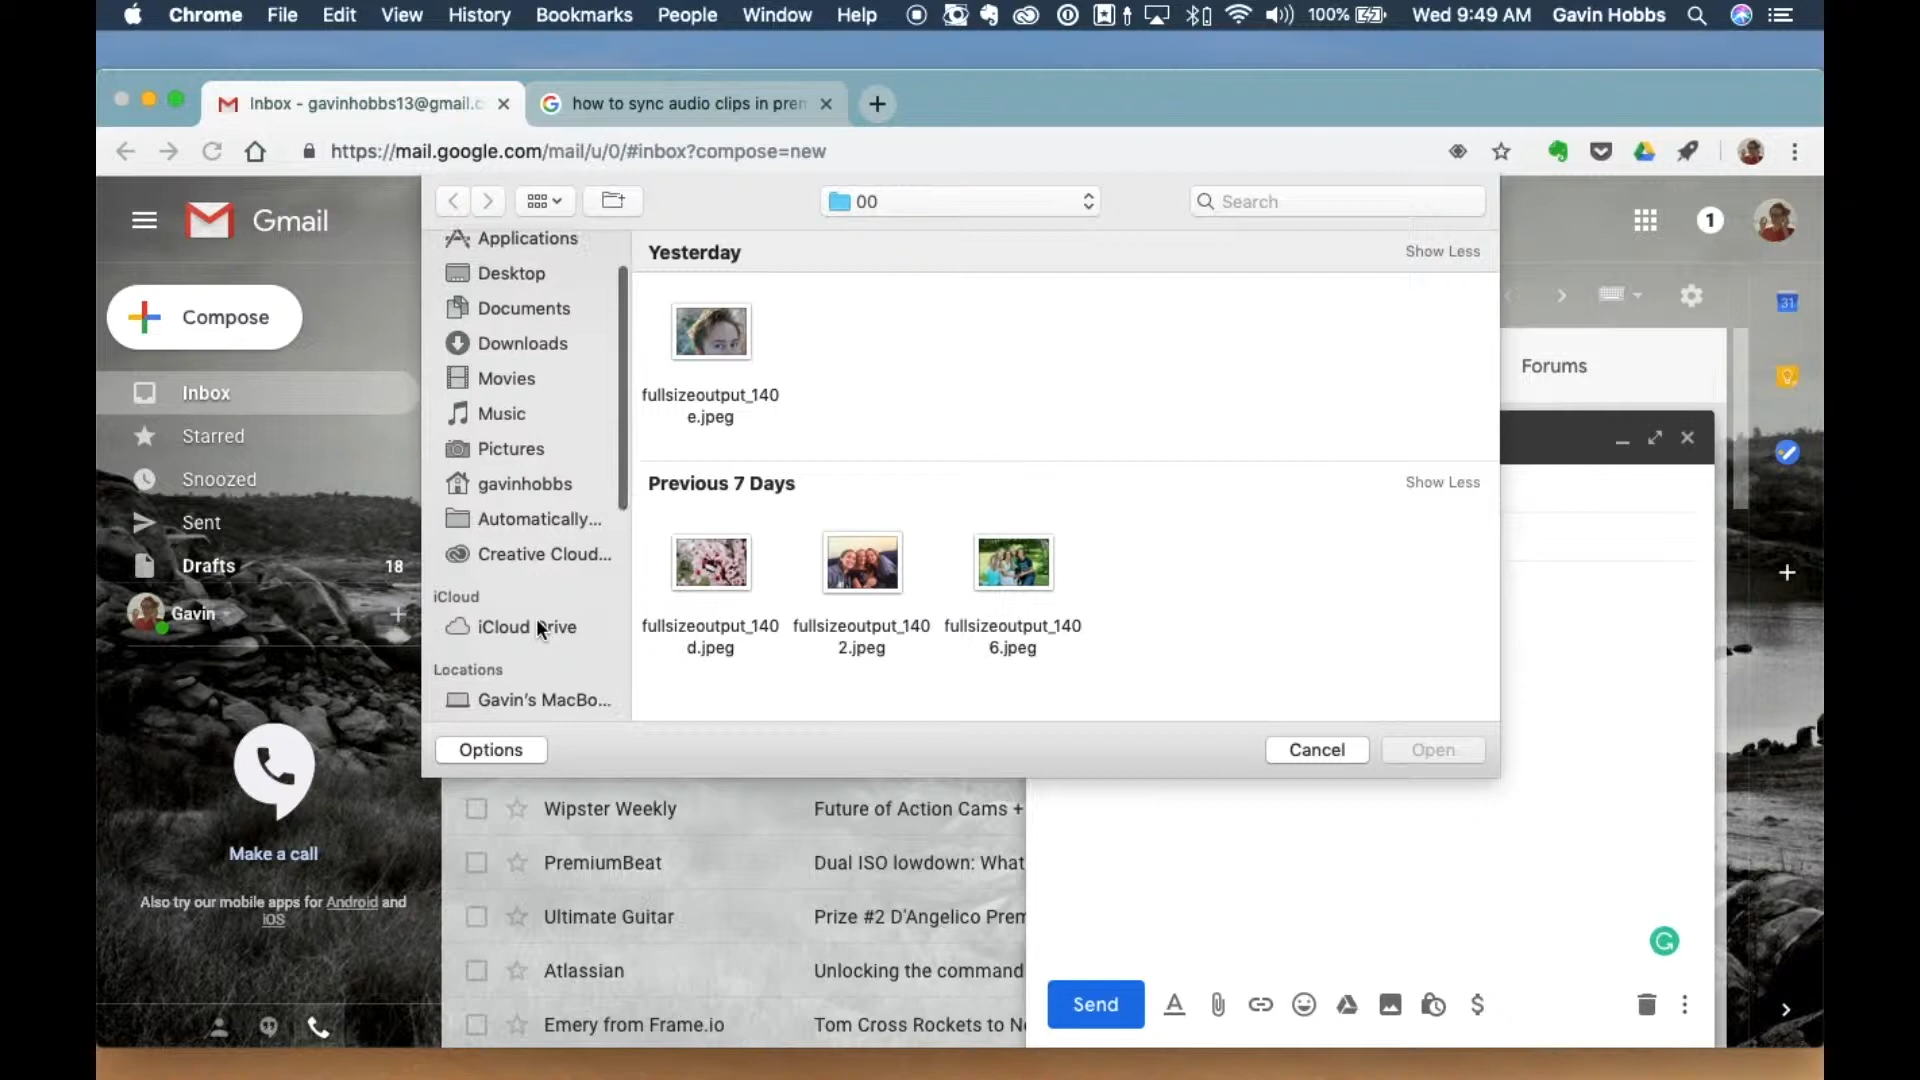 Chrome File Edit View History Bookmarks People Window Help 100% Wed 9:49 AM Gavin Hobbs
Inbox - gavinhobbs13@gmail.c
how to sync audio clips in prem
https://mail.google.com/mail/u/0/#inbox?compose=new
Gmail
1
Compose
Inbox
Starred
Snoozed
Sent
Drafts 18
Gavin
Make a call
Also try our mobile apps for Android and
iOS
00
Search
Applications
Desktop
Documents
Downloads
Movies
Music
Pictures
gavinhobbs
Automatically...
Creative Cloud...
iCloud
iCloud Drive
Locations
Gavin's MacBo...
Yesterday Show Less
fullsizeoutput_140
e.jpeg
Previous 7 Days Show Less
fullsizeoutput_140 fullsizeoutput_140 fullsizeoutput_140
d.jpeg 2.jpeg 6.jpeg
Options Cancel Open
31
Forums
Wipster Weekly Future of Action Cams +
PremiumBeat Dual ISO lowdown: What
Ultimate Guitar Prize #2 D'Angelico Prem
Atlassian Unlocking the command
Emery from Frame.io Tom Cross Rockets to Ne
Send